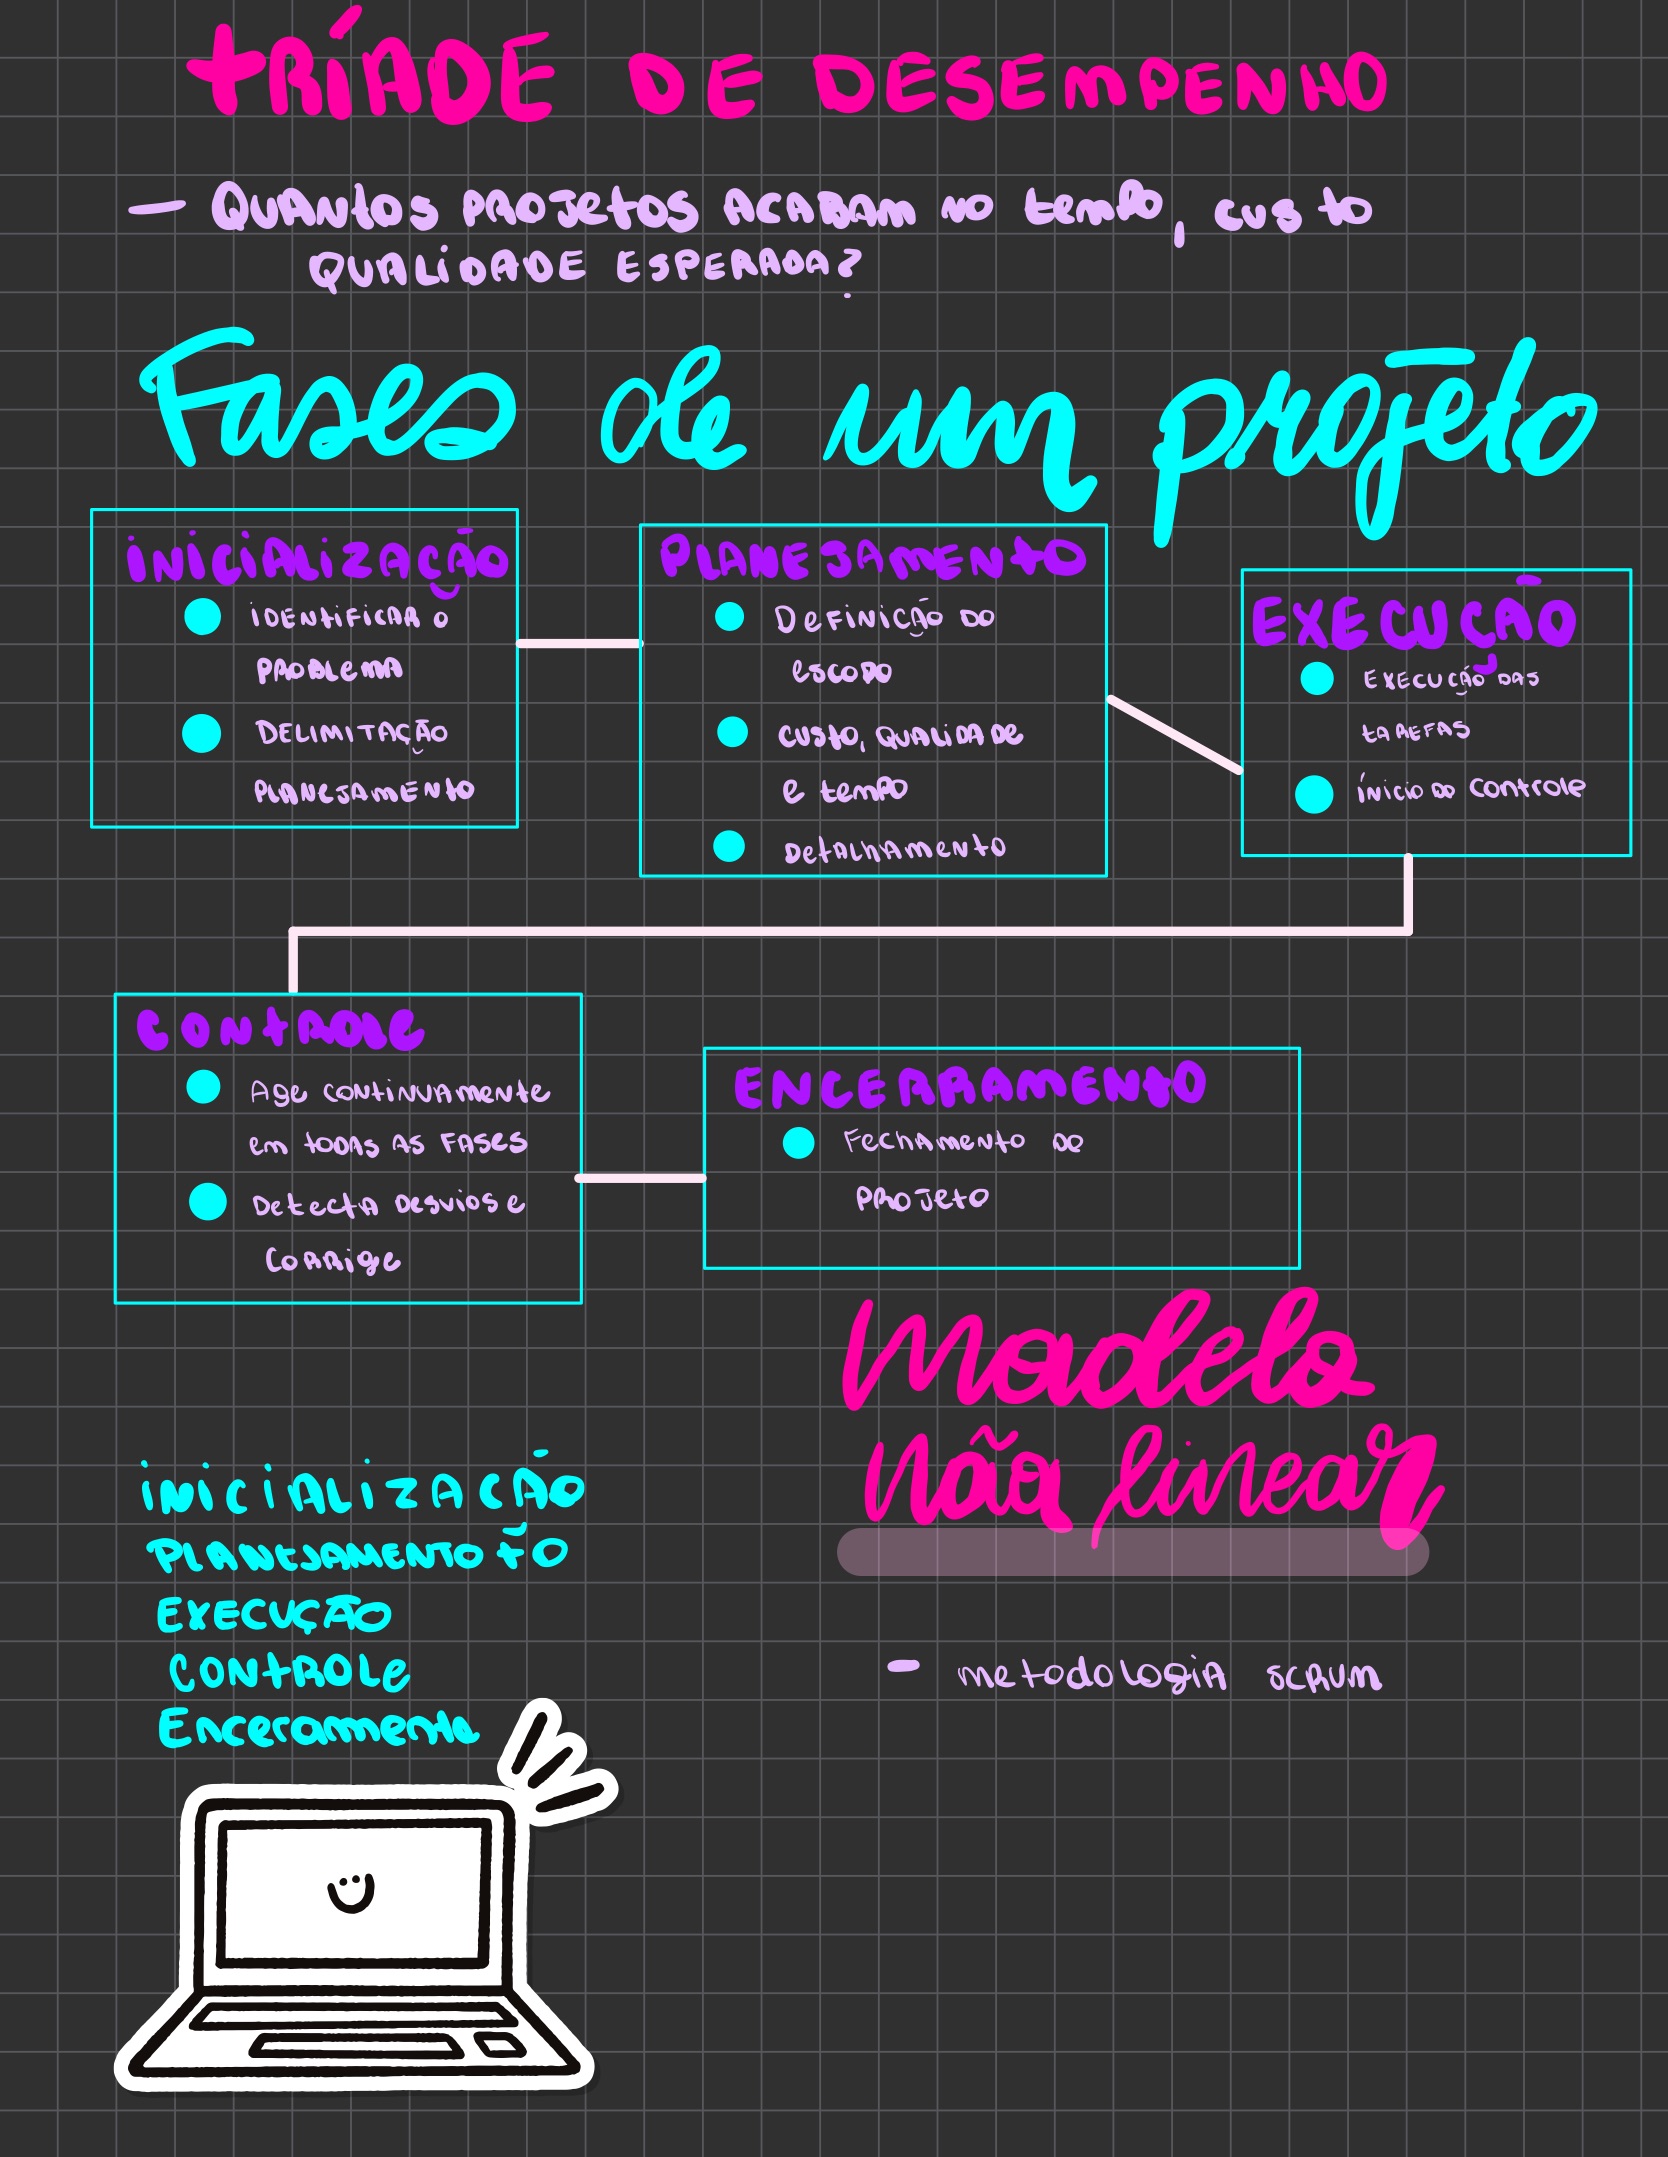 tRÍADE DE DESEMPENHO
- QUANtOS PROJetOS ACABAM NO temPO, custo
QUALIDADE ESPERADA?
Fases de um projeto
INICIALIZAÇÃO
IDENtIFICAR O
PROBLEMA
DELIMITAÇÃO
PLANEJAMENtO
PLANEJAMENtO
DeFINIÇÃO DO
escoPO
custo, QUALIDADe
e temPO
DetALhAmeNtO
EXECUÇÃO
EXECUÇÃO DAS
tAREFAS
ÍNicio DO controle
CONtROle
Age CONtiNUAMeNte
em tODAS AS FASES
Detecta Desvios e
CORRige
ENCERRAMENtO
FechAmento DO
PROJetO
Modelo
não linear
INICIALIZAÇÃO
PLANEJAMENTO tO
EXECUÇÃO
CONtROLe
Enceramento
- metodologiA scRum